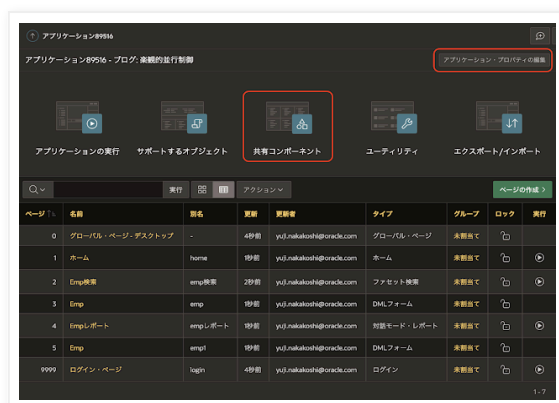 アプリケーション89516
アプリケーション89516 - ブログ: 楽観的並行制御
アプリケーション・プロパティの編集
アプリケーションの実行 サポートするオブジェクト 共有コンポーネント ユーティリティ エクスポート/インポート
実行 アクション ページの作成
ページ 名前 別名 更新 更新者 タイプ グループ ロック 実行
0 グローバル・ページ - デスクトップ - 4秒前 yuji.nakakoshi@oracle.com グローバル・ページ 未割当て
1 ホーム home 1秒前 yuji.nakakoshi@oracle.com ホーム 未割当て
2 Emp検索 emp検索 2秒前 yuji.nakakoshi@oracle.com ファセット検索 未割当て
3 Emp emp 1秒前 yuji.nakakoshi@oracle.com DMLフォーム 未割当て
4 Empレポート empレポート 1秒前 yuji.nakakoshi@oracle.com 対話モード・レポート 未割当て
5 Emp emp1 1秒前 yuji.nakakoshi@oracle.com DMLフォーム 未割当て
9999 ログイン・ページ login 4秒前 yuji.nakakoshi@oracle.com ログイン 未割当て
1 - 7